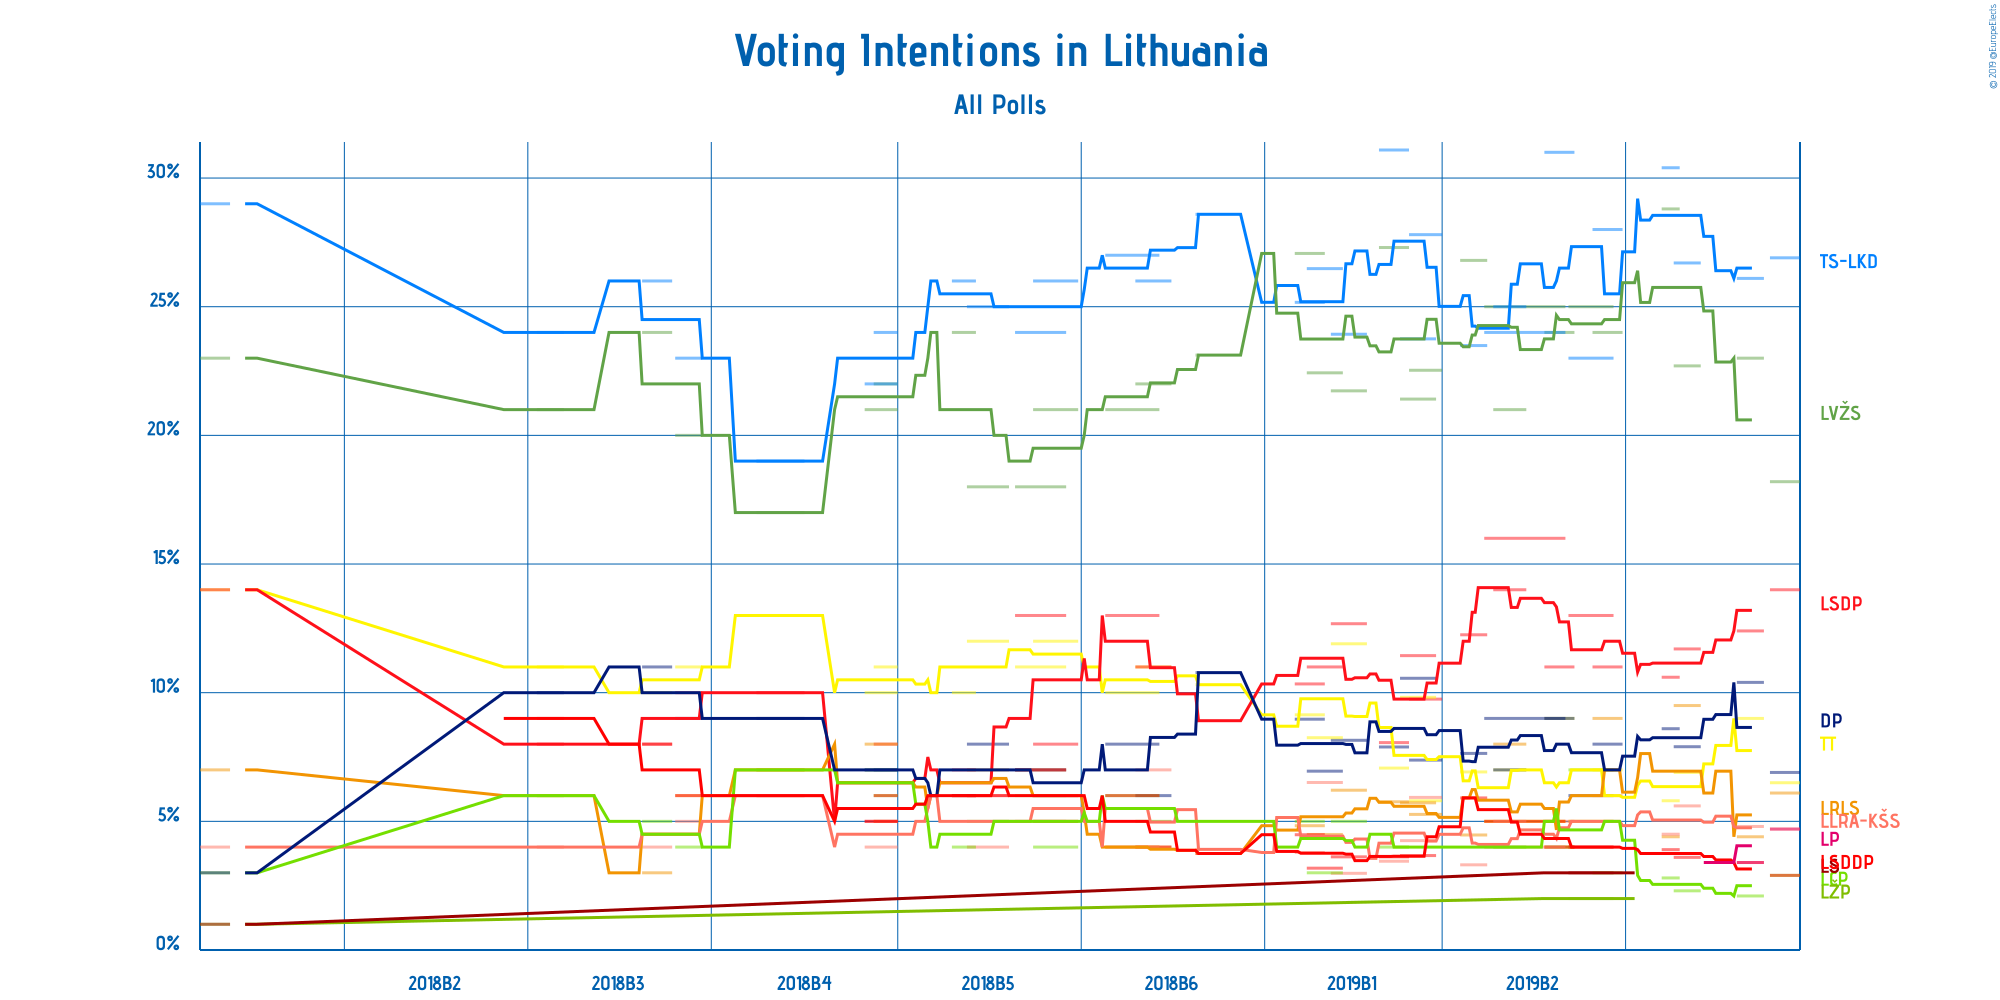 © 2019 @EuropeElects
Voting Intentions in Lithuania
All Polls
30%
25%
20%
15%
10%
5%
0%
TS-LKD
LVŽS
LSDP
DP
TT
LRLS
LLRA-KŠS
LP
LSDDP
LŽP
2018B2
2018B3
2018B4
2018B5
2018B6
2019B1
2019B2